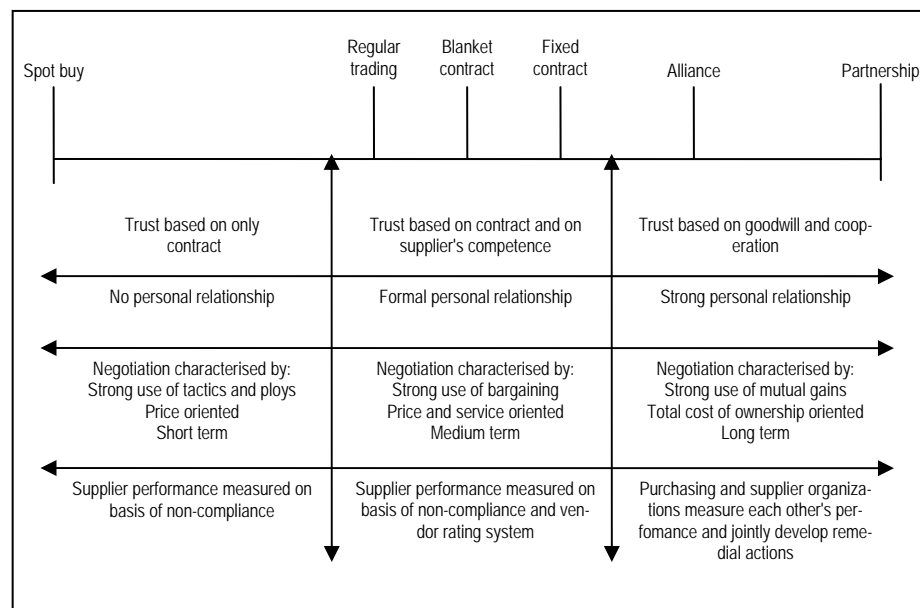 Spot buy
Regular
trading
Blanket
contract
Fixed
contract
Alliance
Partnership
Trust based on only
contract
Trust based on contract and on
supplier's competence
Trust based on goodwill and coop-
eration
No personal relationship
Formal personal relationship
Strong personal relationship
Negotiation characterised by:
Strong use of tactics and ploys
Price oriented
Short term
Negotiation characterised by:
Strong use of bargaining
Price and service oriented
Medium term
Negotiation characterised by:
Strong use of mutual gains
Total cost of ownership oriented
Long term
Supplier performance measured on
basis of non-compliance
Supplier performance measured on
basis of non-compliance and ven-
dor rating system
Purchasing and supplier organiza-
tions measure each other's per-
fomance and jointly develop reme-
dial actions